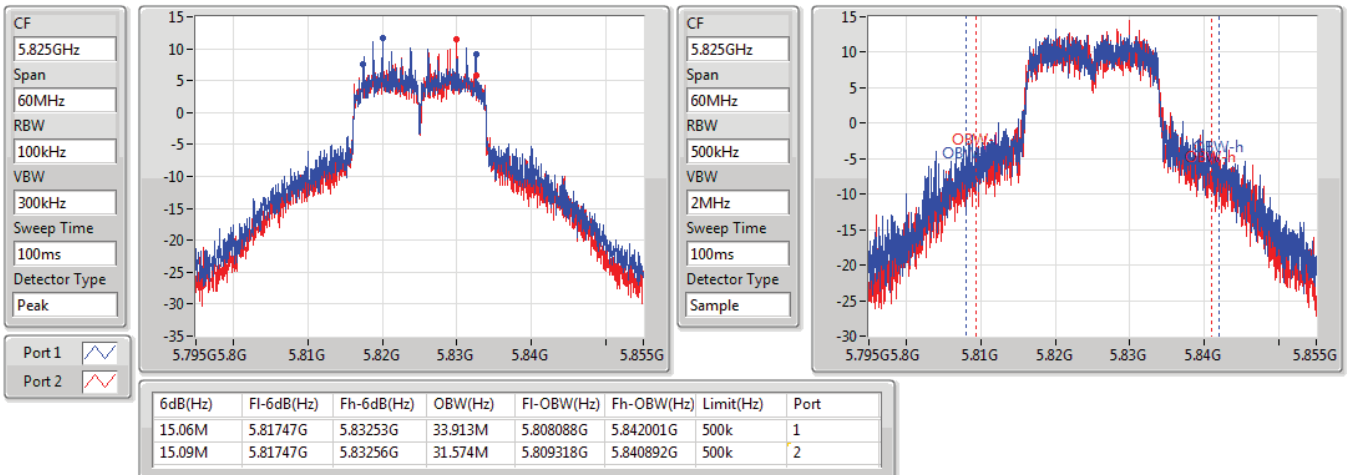 CF
5.825GHz
Span
60MHz
RBW
100kHz
VBW
300kHz
Sweep Time
100ms
Detector Type
Peak
Port 1
Port 2
15
10
5
0
-5
-10
-15
-20
-25
-30
-35
5.795G 5.8G 5.81G 5.82G 5.83G 5.84G 5.855G
CF
5.825GHz
Span
60MHz
RBW
500kHz
VBW
2MHz
Sweep Time
100ms
Detector Type
Sample
15
10
5
0
-5
-10
-15
-20
-25
-30
5.795G 5.8G 5.81G 5.82G 5.83G 5.84G 5.855G
6dB(Hz) Fl-6dB(Hz) Fh-6dB(Hz) OBW(Hz) Fl-OBW(Hz) Fh-OBW(Hz) Limit(Hz) Port
15.06M 5.81747G 5.83253G 33.913M 5.808088G 5.842001G 500k 1
15.09M 5.81747G 5.83256G 31.574M 5.809318G 5.840892G 500k 2